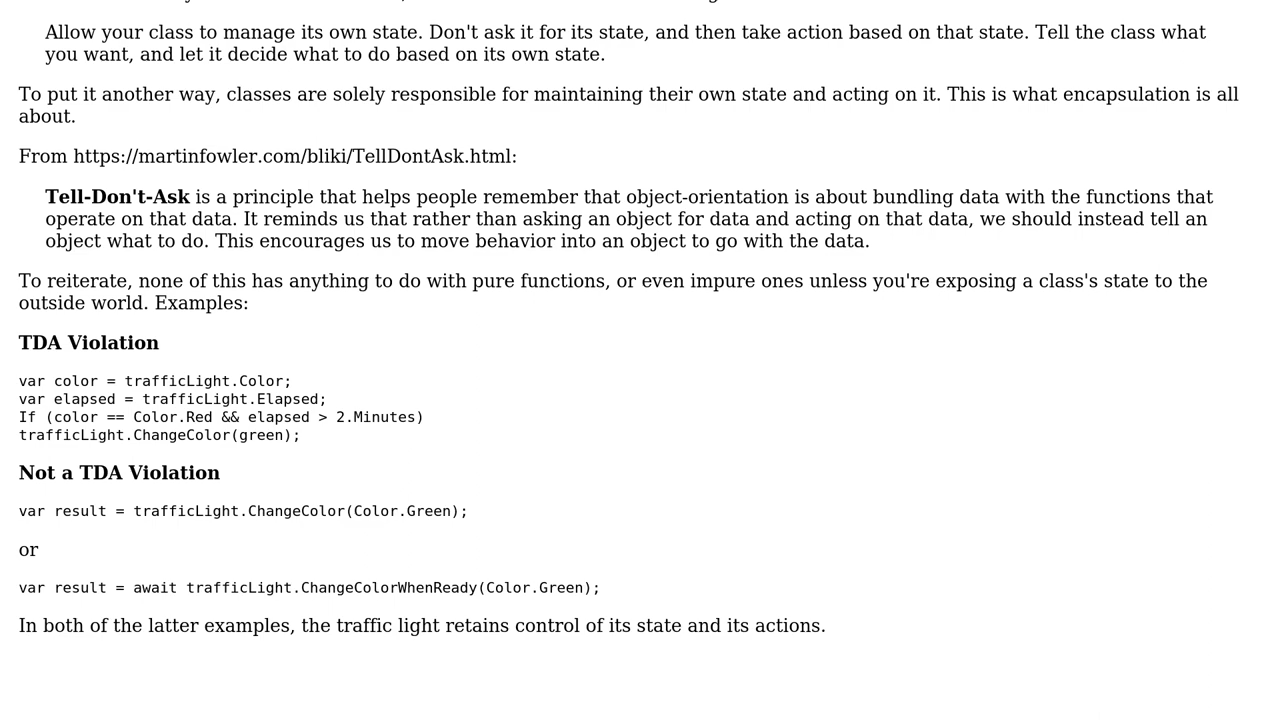 Allow your class to manage its own state. Don't ask it for its state, and then take action based on that state. Tell the class what
you want, and let it decide what to do based on its own state.
To put it another way, classes are solely responsible for maintaining their own state and acting on it. This is what encapsulation is all
about.
From https://martinfowler.com/bliki/TellDontAsk.html:
Tell-Don't-Ask is a principle that helps people remember that object-orientation is about bundling data with the functions that
operate on that data. It reminds us that rather than asking an object for data and acting on that data, we should instead tell an
object what to do. This encourages us to move behavior into an object to go with the data.
To reiterate, none of this has anything to do with pure functions, or even impure ones unless you're exposing a class's state to the
outside world. Examples:
TDA Violation
var color = trafficLight.Color;
var elapsed = trafficLight.Elapsed;
If (color == Color.Red && elapsed > 2.Minutes)
trafficLight.ChangeColor(green);
Not a TDA Violation
var result = trafficLight.ChangeColor(Color.Green);
or
var result = await trafficLight.ChangeColorWhenReady(Color.Green);
In both of the latter examples, the traffic light retains control of its state and its actions.